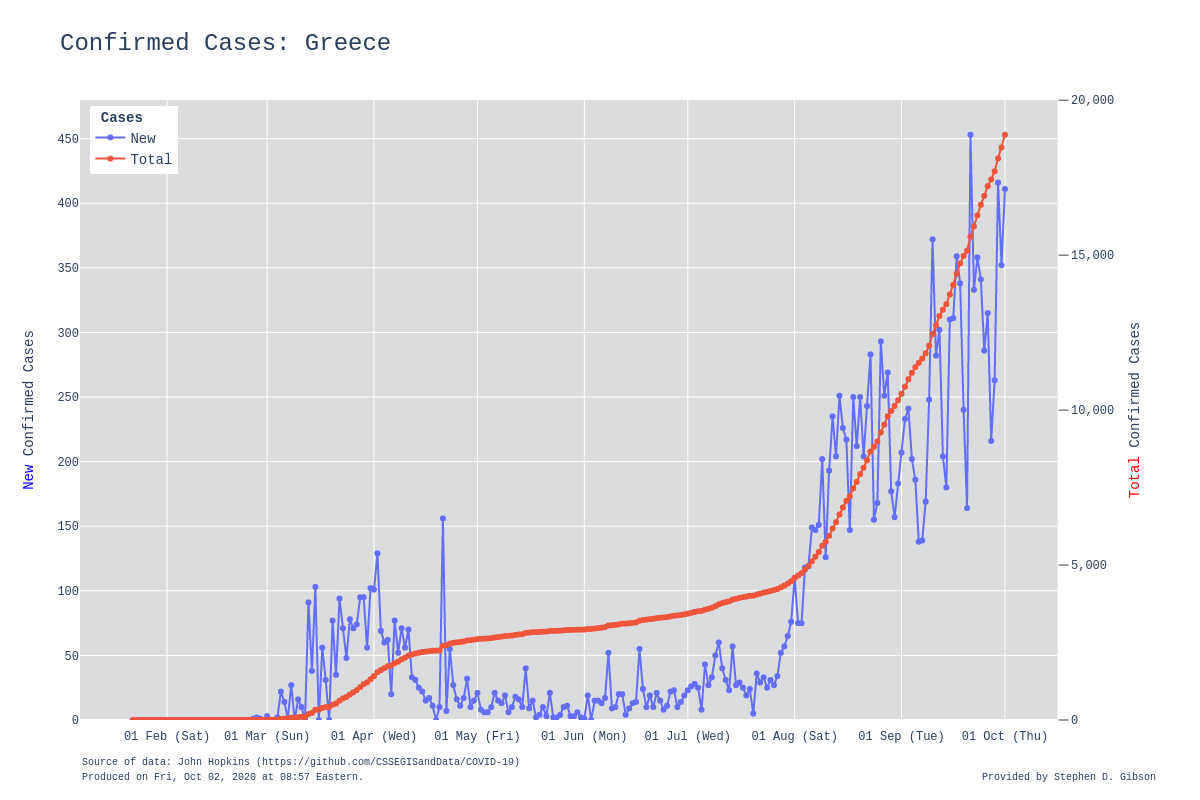 Confirmed Cases: Greece
Cases
New
Total
450
400
350
300
250
200
150
100
50
0
20,000
15,000
10,000
5,000
0
New Confirmed Cases
Total Confirmed Cases
01 Feb (Sat) 01 Mar (Sun) 01 Apr (Wed) 01 May (Fri) 01 Jun (Mon) 01 Jul (Wed) 01 Aug (Sat) 01 Sep (Tue) 01 Oct (Thu)
Source of data: John Hopkins (https://github.com/CSSEGISandData/COVID-19)
Produced on Fri, Oct 02, 2020 at 08:57 Eastern.
Provided by Stephen D. Gibson